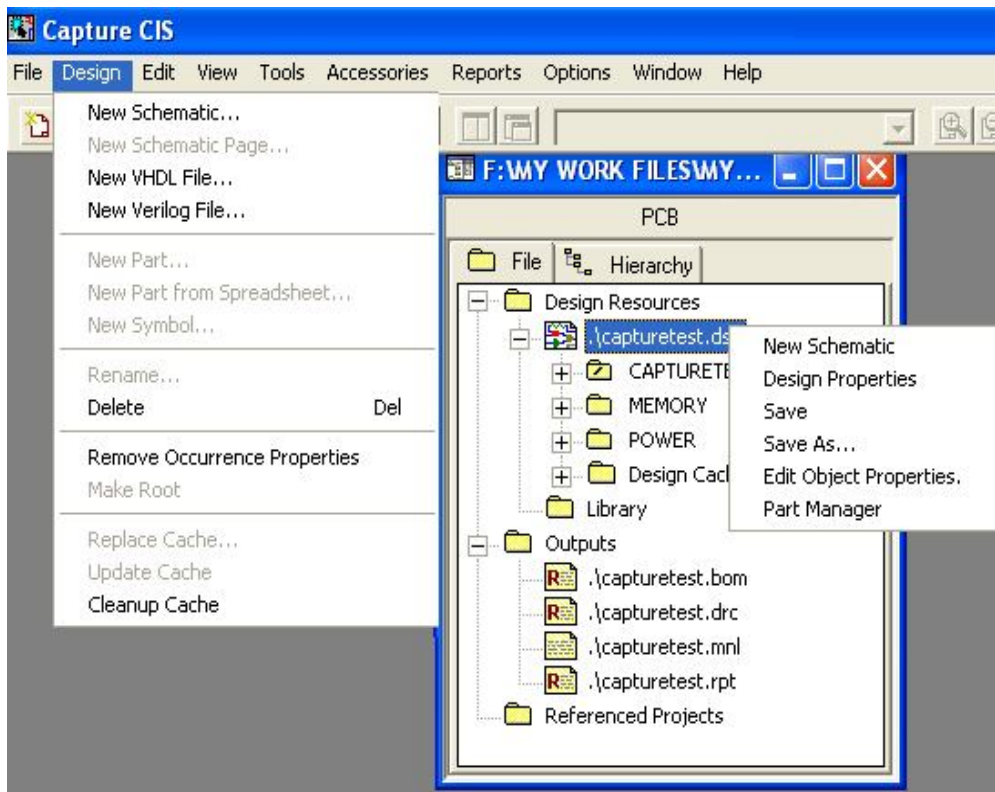 Capture CIS
File Design Edit View Tools Accessories Reports Options Window Help
New Schematic...
New Schematic Page...
New VHDL File...
New Verilog File...
New Part...
New Part from Spreadsheet...
New Symbol...
Rename...
Delete Del
Remove Occurrence Properties
Make Root
Replace Cache...
Update Cache
Cleanup Cache
F:\MY WORK FILES\MY...
PCB
File Hierarchy
Design Resources
.\capturetest.ds
CAPTURETE
MEMORY
POWER
Design Cac
Library
Outputs
.\capturetest.bom
.\capturetest.drc
.\capturetest.mnl
.\capturetest.rpt
Referenced Projects
New Schematic
Design Properties
Save
Save As...
Edit Object Properties.
Part Manager